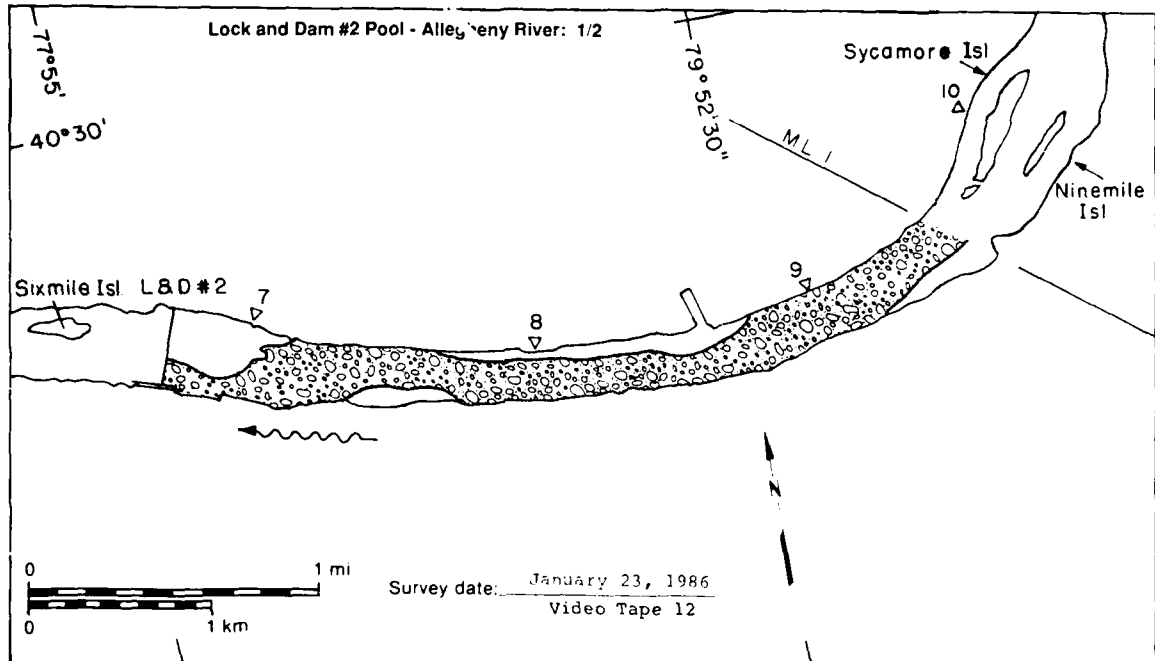 Lock and Dam #2 Pool - Allegheny River: 1/2
77°55'
40°30'
79°52'30"
Sycamore Isl
10
ML 1
Ninemile
Isl
Sixmile Isl. L&D #2
7
8
9
N
0 1 mi
0 1 km
Survey date: January 23, 1986
Video Tape 12